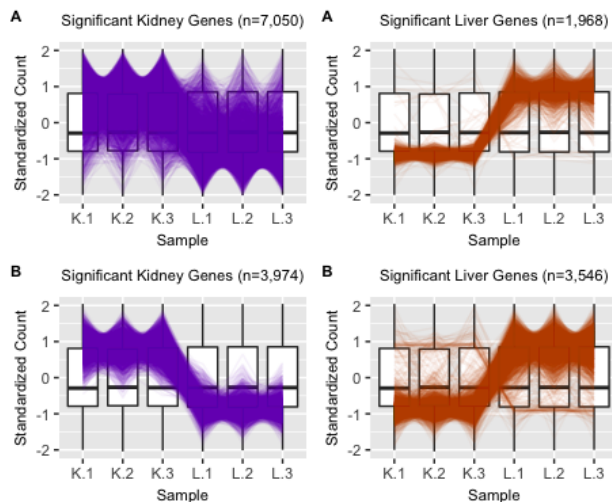 A
Significant Kidney Genes (n=7,050)
Standardized Count
2
1
0
-1
-2
K.1 K.2 K.3 L.1 L.2 L.3
Sample
A
Significant Liver Genes (n=1,968)
Standardized Count
2
1
0
-1
-2
K.1 K.2 K.3 L.1 L.2 L.3
Sample
B
Significant Kidney Genes (n=3,974)
Standardized Count
2
1
0
-1
-2
K.1 K.2 K.3 L.1 L.2 L.3
Sample
B
Significant Liver Genes (n=3,546)
Standardized Count
2
1
0
-1
-2
K.1 K.2 K.3 L.1 L.2 L.3
Sample